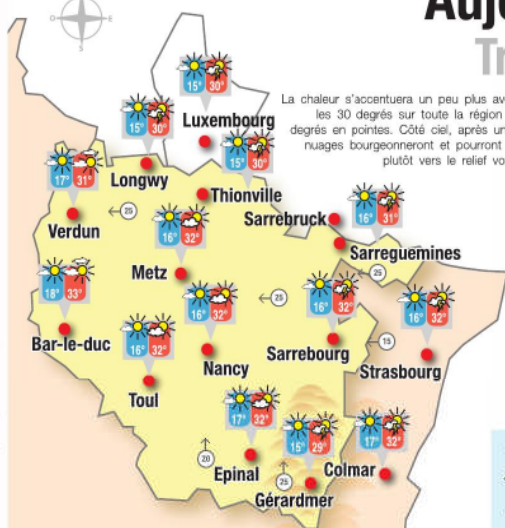 Auj
Tr
La chaleur s'accentuera un peu plus av
les 30 degrés sur toute la région
degrés en pointes. Côté ciel, après un
nuages bourgeonneront et pourront
plutôt vers le relief vo
S
15° 30°
Luxembourg
15° 30°
Longwy
15° 30°
Thionville
17° 31°
Verdun
25
16° 31°
Sarrebruck
Sarreguemines
25
16° 32°
Metz
18° 33°
Bar-le-duc
16° 32°
Nancy
25
16° 32°
Sarrebourg
16° 32°
Strasbourg
15
16° 32°
Toul
17° 32°
Epinal
20
15° 29°
Gérardmer
25
17° 32°
Colmar